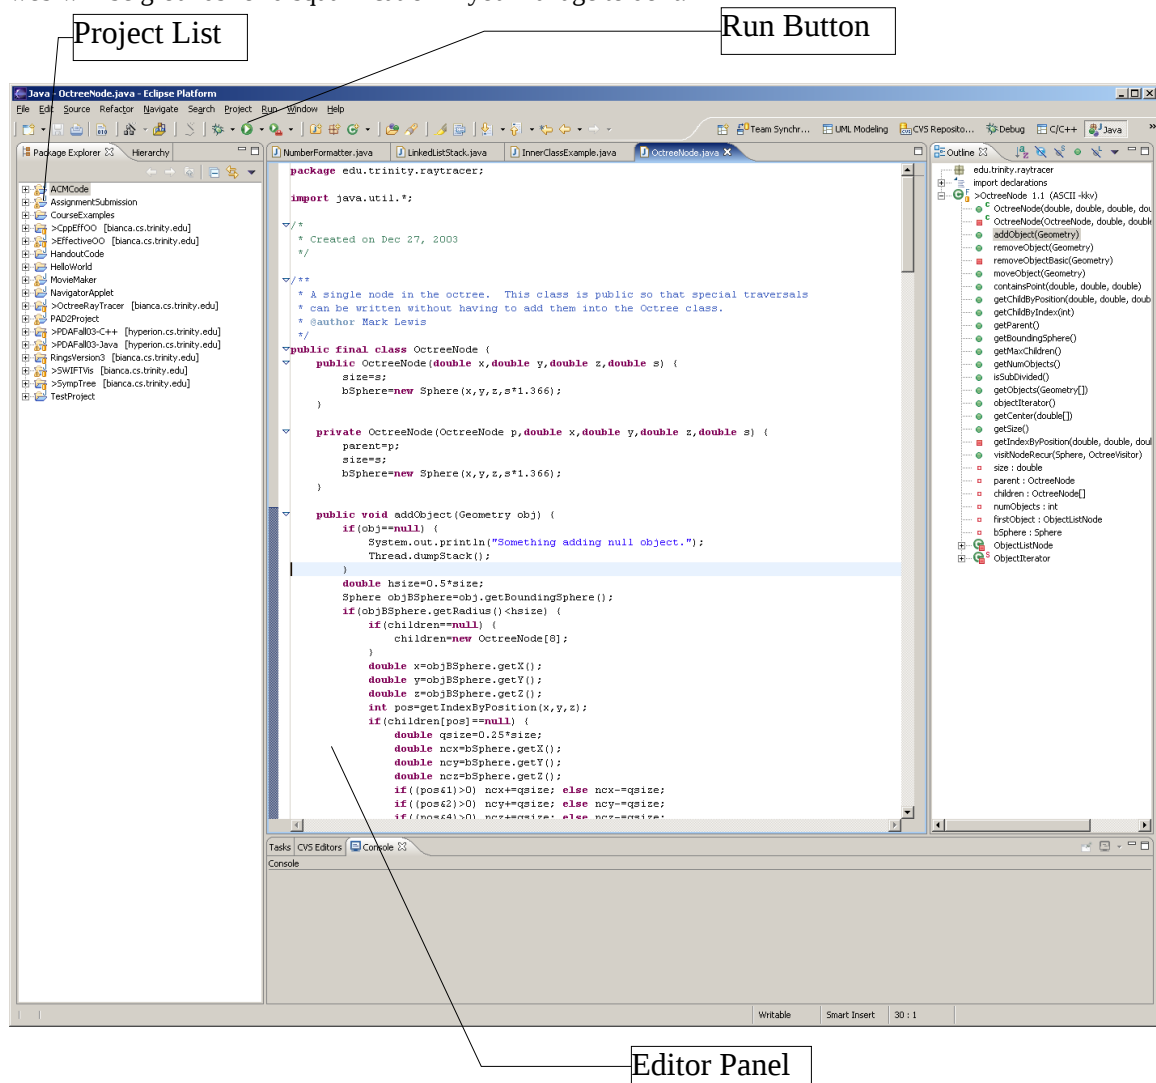 Project List
Run Button
Java - OctreeNode.java - Eclipse Platform
File Edit Source Refactor Navigate Search Project Run Window Help
Team Synchr... UML Modeling CVS Reposito... Debug C/C++ Java »
Package Explorer Hierarchy
ACMCode
AssignmentSubmission
CourseExamples
>CppEffOO [bianca.cs.trinity.edu]
>EffectiveOO [bianca.cs.trinity.edu]
HandoutCode
HelloWorld
MovieMaker
NavigatorApplet
>OctreeRayTracer [bianca.cs.trinity.edu]
PAD2Project
>PDAFall03-C++ [hyperion.cs.trinity.edu]
>PDAFall03-Java [hyperion.cs.trinity.edu]
RingsVersion3 [bianca.cs.trinity.edu]
>SWIFTVis [bianca.cs.trinity.edu]
>SympTree [bianca.cs.trinity.edu]
TestProject
NumberFormatter.java LinkedListStack.java InnerClassExample.java OctreeNode.java
package edu.trinity.raytracer;
import java.util.*;
/*
* Created on Dec 27, 2003
*/
/**
* A single node in the octree. This class is public so that special traversals
* can be written without having to add them into the Octree class.
* @author Mark Lewis
*/
public final class OctreeNode {
public OctreeNode(double x,double y,double z,double s) {
size=s;
bSphere=new Sphere(x,y,z,s*1.366);
}
private OctreeNode(OctreeNode p,double x,double y,double z,double s) {
parent=p;
size=s;
bSphere=new Sphere(x,y,z,s*1.366);
}
public void addObject(Geometry obj) {
if(obj==null) {
System.out.println("Something adding null object.");
Thread.dumpStack();
}
double hsize=0.5*size;
Sphere objBSphere=obj.getBoundingSphere();
if(objBSphere.getRadius()<hsize) {
if(children==null) {
children=new OctreeNode[8];
}
double x=objBSphere.getX();
double y=objBSphere.getY();
double z=objBSphere.getZ();
int pos=getIndexByPosition(x,y,z);
if(children[pos]==null) {
double qsize=0.25*size;
double ncx=bSphere.getX();
double ncy=bSphere.getY();
double ncz=bSphere.getZ();
if((pos&1)>0) ncx+=qsize; else ncx-=qsize;
if((pos&2)>0) ncy+=qsize; else ncy-=qsize;
if((pos&4)>0) ncz+=qsize; else ncz-=qsize;
Outline
edu.trinity.raytracer
import declarations
>OctreeNode 1.1 (ASCII -kkv)
OctreeNode(double, double, double, dou
OctreeNode(OctreeNode, double, double
addObject(Geometry)
removeObject(Geometry)
removeObjectBasic(Geometry)
moveObject(Geometry)
containsPoint(double, double, double)
getChildByPosition(double, double, doub
getChildByIndex(int)
getParent()
getBoundingSphere()
getMaxChildren()
getNumObjects()
isSubDivided()
getObjects(Geometry[])
objectIterator()
getCenter(double[])
getSize()
getIndexByPosition(double, double, doul
visitNodeRecur(Sphere, OctreeVisitor)
size : double
parent : OctreeNode
children : OctreeNode[]
numObjects : int
firstObject : ObjectListNode
bSphere : Sphere
ObjectListNode
ObjectIterator
Tasks CVS Editors Console
Console
Writable Smart Insert 30 : 1
Editor Panel